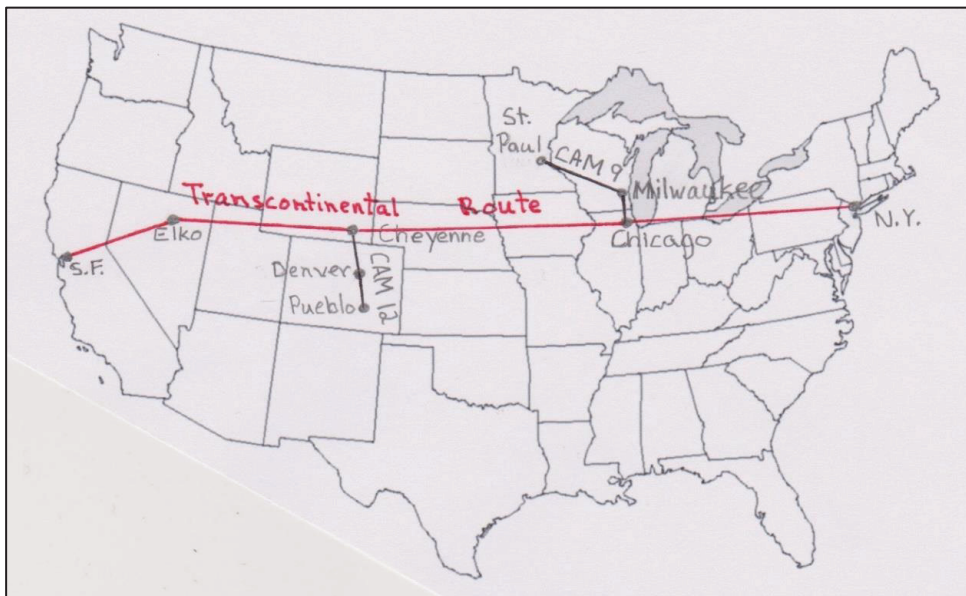 St.
Paul
CAM 9
Milwaukee
Transcontinental Route
N.Y.
Elko
Cheyenne
Chicago
S.F.
Denver
CAM 12
Pueblo